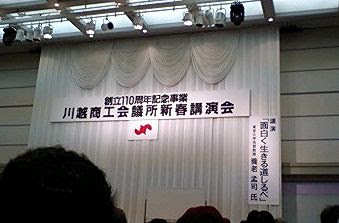 創立110周年記念事業
川越商工会議所新春講演会
講演
「面白く生きる道しるべ」
養老 孟司 氏